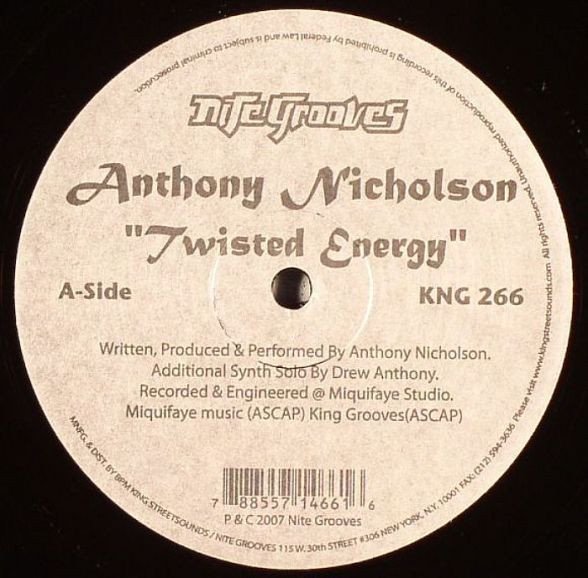 NiteGrooves
Anthony Nicholson
"Twisted Energy"
A-Side
KNG 266
Written, Produced & Performed By Anthony Nicholson.
Additional Synth Solo By Drew Anthony.
Recorded & Engineered @ Miquifaye Studio.
Miquifaye music (ASCAP) King Grooves(ASCAP)
7 88557 14661 6
P & C 2007 Nite Grooves
MNFG. & DIST. BY BPM KING STREETSOUNDS / NITE GROOVES 115 W. 30th STREET #306 NEW YORK, N.Y. 10001 FAX: (212) 594-3636 Please visit www.kingstreetsounds.com All rights reserved. Unauthorized reproduction of this recording is prohibited by Federal Law and is subject to criminal prosecution.